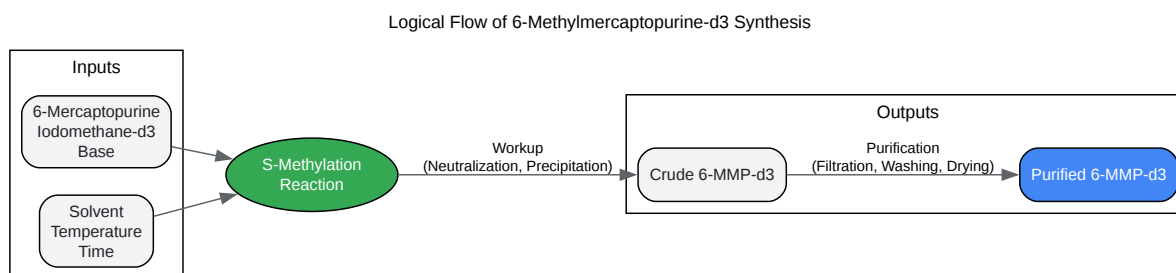 Logical Flow of 6-Methylmercaptopurine-d3 Synthesis
Inputs
6-Mercaptopurine
Iodomethane-d3
Base
Solvent
Temperature
Time
S-Methylation
Reaction
Workup
(Neutralization, Precipitation)
Outputs
Crude 6-MMP-d3
Purification
(Filtration, Washing, Drying)
Purified 6-MMP-d3